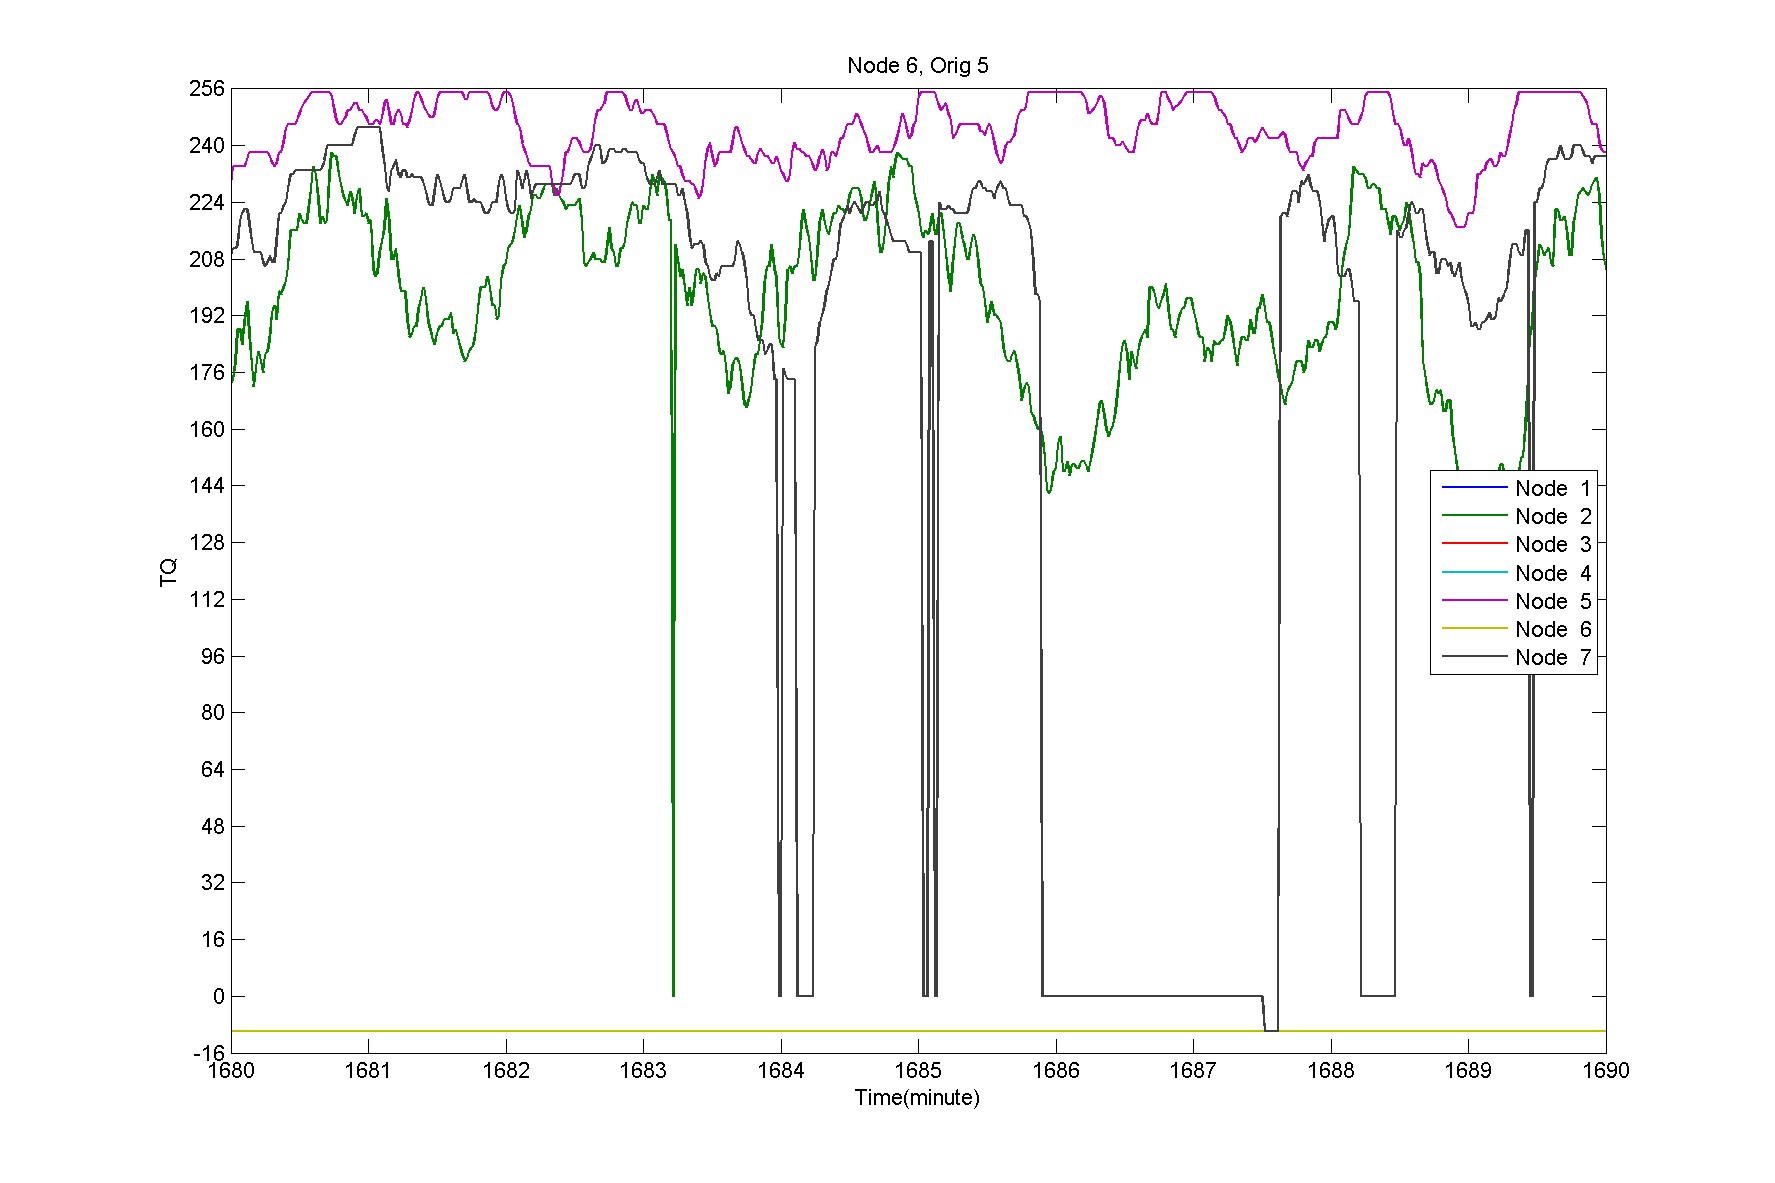 Node 6, Orig 5
256
240
224
208
192
176
160
144
128
112
96
80
64
48
32
16
0
-16
TQ
Node 1
Node 2
Node 3
Node 4
Node 5
Node 6
Node 7
1680 1681 1682 1683 1684 1685 1686 1687 1688 1689 1690
Time(minute)